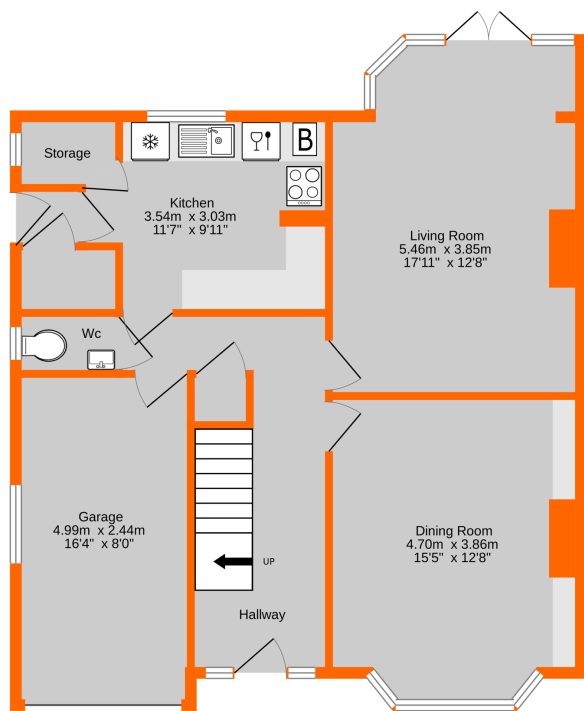 Storage
Kitchen
3.54m x 3.03m
11'7" x 9'11"
B
Living Room
5.46m x 3.85m
17'11" x 12'8"
Wc
Garage
4.99m x 2.44m
16'4" x 8'0"
Dining Room
4.70m x 3.86m
15'5" x 12'8"
UP
Hallway